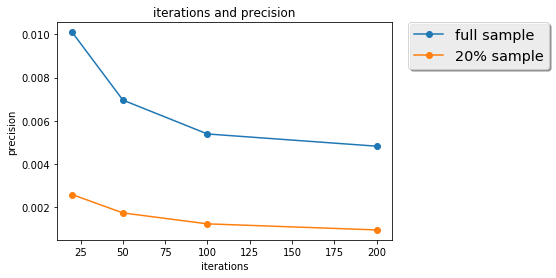 iterations and precision
full sample
20% sample
precision
0.010
0.008
0.006
0.004
0.002
25 50 75 100 125 150 175 200
iterations